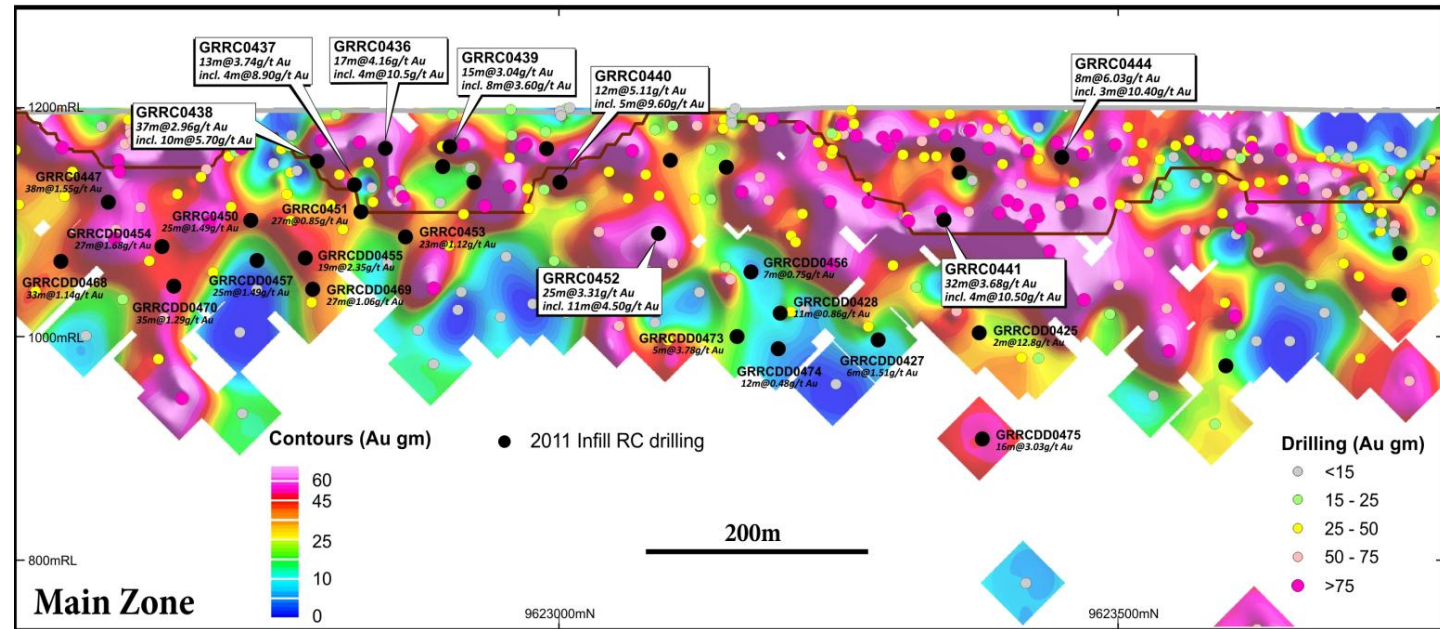 GRRC0437
13m@3.74g/t Au
incl. 4m@8.90g/t Au
GRRC0436
17m@4.16g/t Au
incl. 4m@10.5g/t Au
GRRC0439
15m@3.04g/t Au
incl. 8m@3.60g/t Au
GRRC0440
12m@5.11g/t Au
incl. 5m@9.60g/t Au
GRRC0444
8m@6.03g/t Au
incl. 3m@10.40g/t Au
1200mRL
GRRC0438
37m@2.96g/t Au
incl. 10m@5.70g/t Au
GRRC0447
38m@1.55g/t Au
GRRC0450
25m@1.49g/t Au
GRRC0451
27m@0.85g/t Au
GRRCDD0454
27m@1.68g/t Au
GRRC0453
23m@1.12g/t Au
GRRCDD0455
19m@2.35g/t Au
GRRCDD0468
33m@1.14g/t Au
GRRCDD0457
25m@1.49g/t Au
GRRCDD0469
27m@1.06g/t Au
GRRCDD0470
35m@1.29g/t Au
GRRC0452
25m@3.31g/t Au
incl. 11m@4.50g/t Au
GRRCDD0456
7m@0.75g/t Au
GRRC0441
32m@3.68g/t Au
incl. 4m@10.50g/t Au
GRRCDD0428
11m@0.86g/t Au
1000mRL
GRRCDD0473
5m@3.78g/t Au
GRRCDD0474
12m@0.48g/t Au
GRRCDD0427
6m@1.51g/t Au
GRRCDD0425
2m@12.8g/t Au
GRRCDD0475
16m@3.03g/t Au
Contours (Au gm)
60
45
25
10
0
2011 Infill RC drilling
Drilling (Au gm)
<15
15 - 25
25 - 50
50 - 75
>75
200m
800mRL
Main Zone
9623000mN
9623500mN